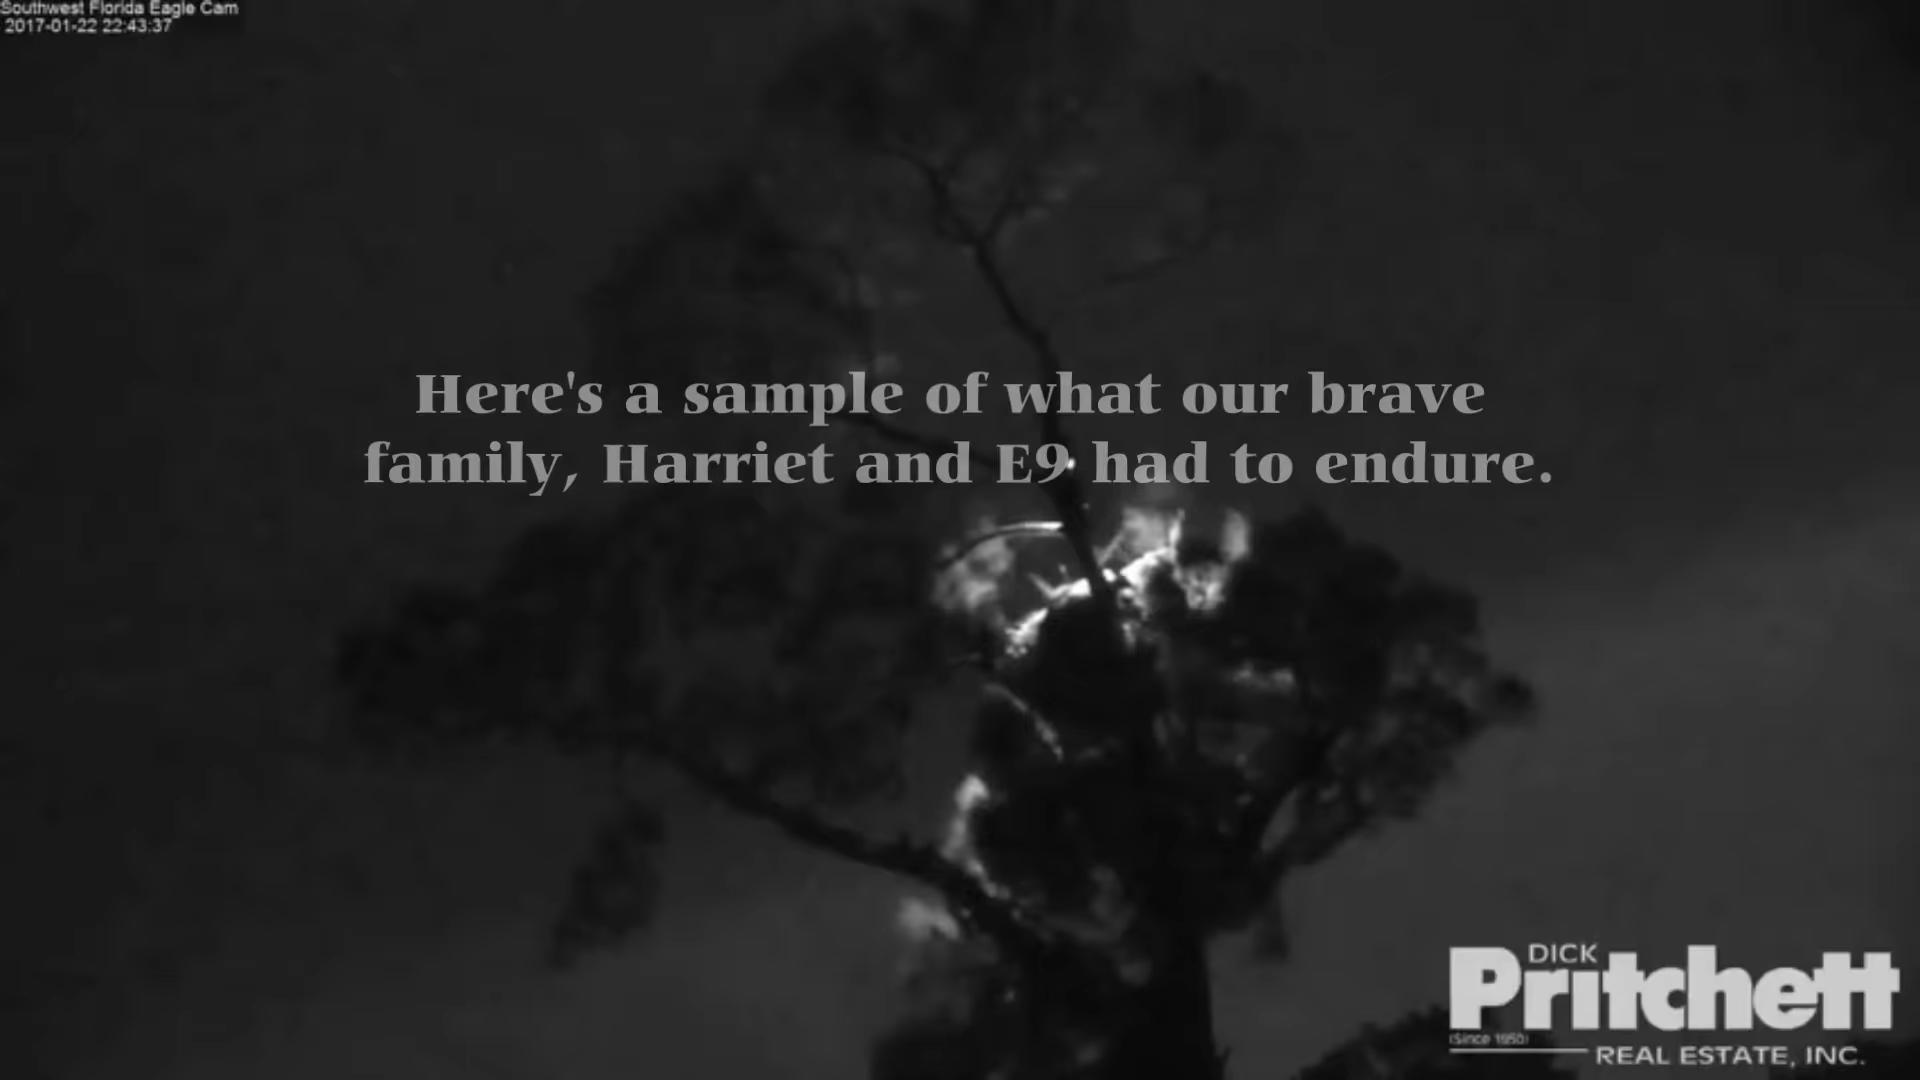 Southwest Florida Eagle Cam
2017-01-22 22:43:37
Here's a sample of what our brave
family, Harriet and E9 had to endure.
DICK
Pritchett
(Since 1950)
REAL ESTATE, INC.